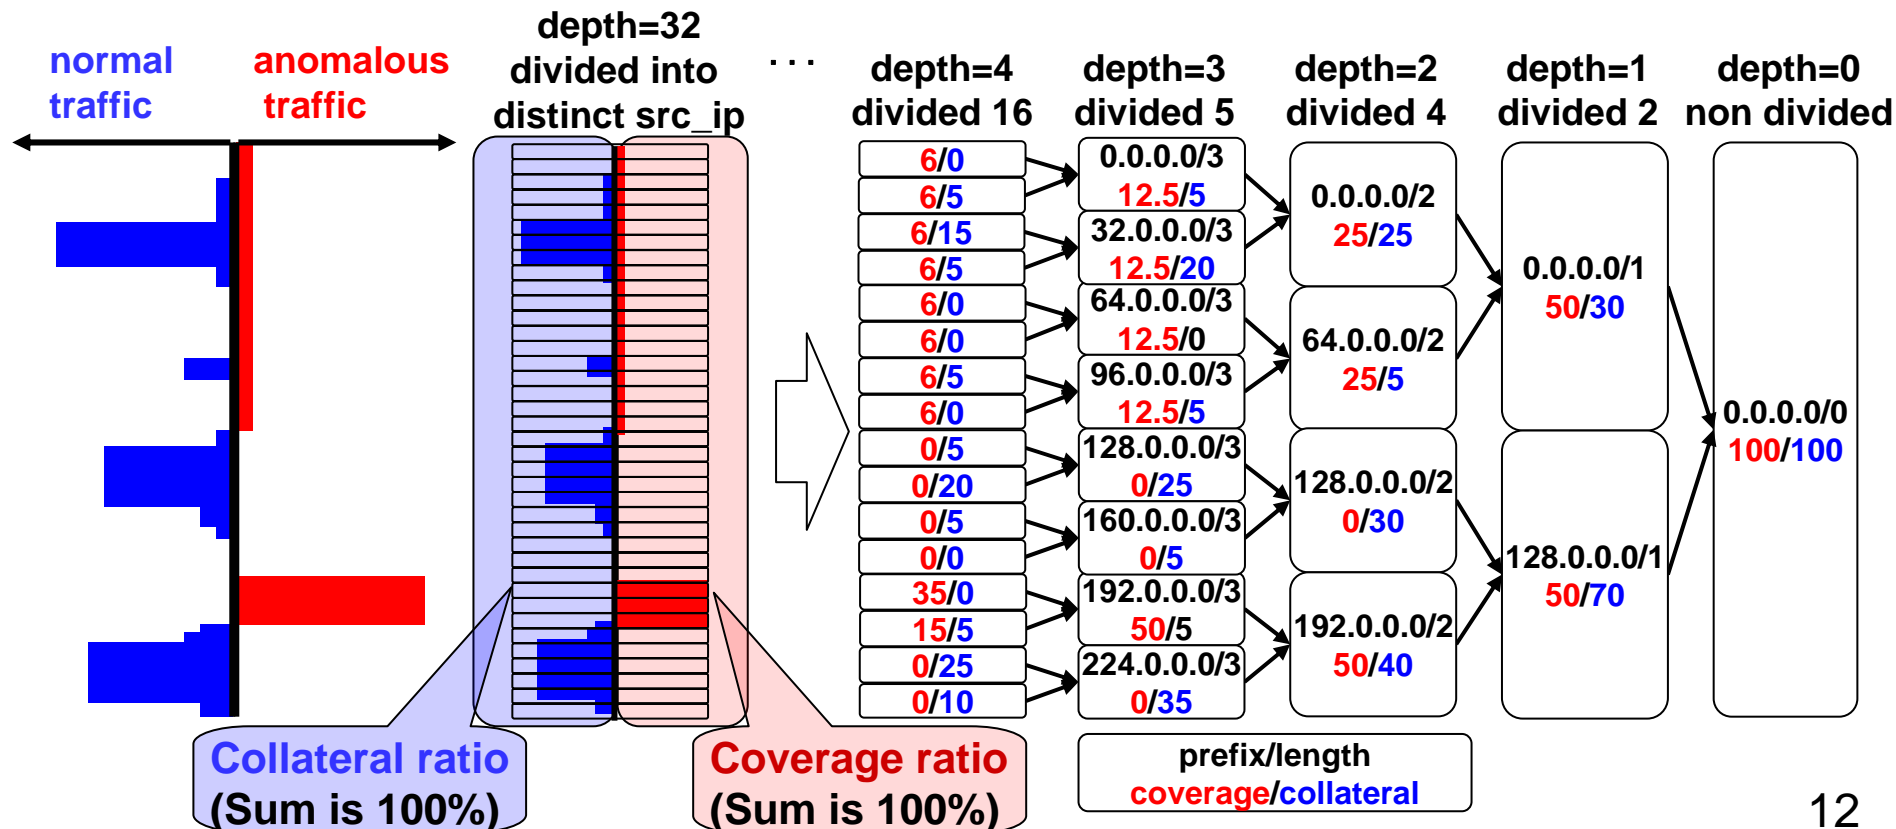 normal
traffic
anomalous
traffic
depth=32
divided into
distinct src_ip
...
depth=4
divided 16
depth=3
divided 5
depth=2
divided 4
depth=1
divided 2
depth=0
non divided
6/0
6/5
6/15
6/5
6/0
6/0
6/5
6/0
0/5
0/20
0/5
0/0
35/0
15/5
0/25
0/10
0.0.0.0/3
12.5/5
32.0.0.0/3
12.5/20
64.0.0.0/3
12.5/0
96.0.0.0/3
12.5/5
128.0.0.0/3
0/25
160.0.0.0/3
0/5
192.0.0.0/3
50/5
224.0.0.0/3
0/35
0.0.0.0/2
25/25
64.0.0.0/2
25/5
128.0.0.0/2
0/30
192.0.0.0/2
50/40
0.0.0.0/1
50/30
128.0.0.0/1
50/70
0.0.0.0/0
100/100
Collateral ratio
(Sum is 100%)
Coverage ratio
(Sum is 100%)
prefix/length
coverage/collateral
12